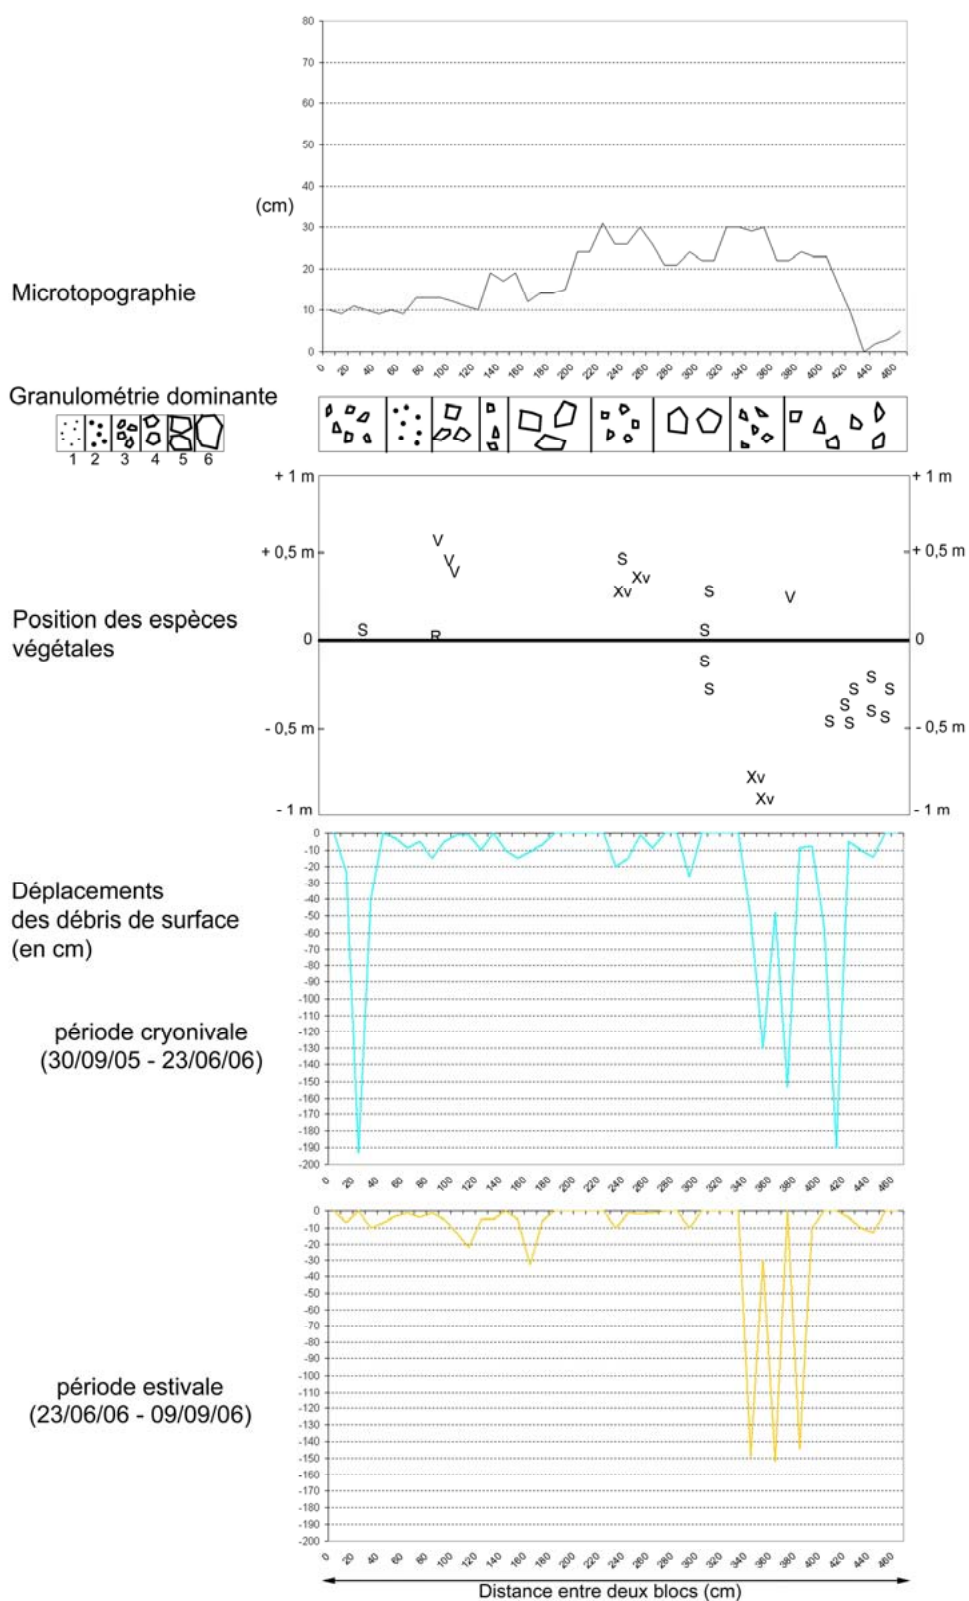 80
70
60
50
40
30
20
10
0
(cm)
Microtopographie
0 20 40 60 80 100 120 140 160 180 200 220 240 260 280 300 320 340 360 380 400 420 440 460
Granulométrie dominante
1 2 3 4 5 6
+ 1 m + 1 m
V
+ 0,5 m V S + 0,5 m
V Xv
Xv S V
Position des espèces
végétales
S R S
0 0
S
S S S S
S S S S S
- 0,5 m - 0,5 m
Xv
Xv
- 1 m - 1 m
Déplacements
des débris de surface
(en cm)
0
-10
-20
-30
-40
-50
-60
-70
-80
-90
-100
-110
-120
-130
-140
-150
-160
-170
-180
-190
-200
période cryonivale
(30/09/05 - 23/06/06)
0 20 40 60 80 100 120 140 160 180 200 220 240 260 280 300 320 340 360 380 400 420 440 460
0
-10
-20
-30
-40
-50
-60
-70
-80
-90
-100
-110
-120
-130
-140
-150
-160
-170
-180
-190
-200
période estivale
(23/06/06 - 09/09/06)
0 20 40 60 80 100 120 140 160 180 200 220 240 260 280 300 320 340 360 380 400 420 440 460
Distance entre deux blocs (cm)